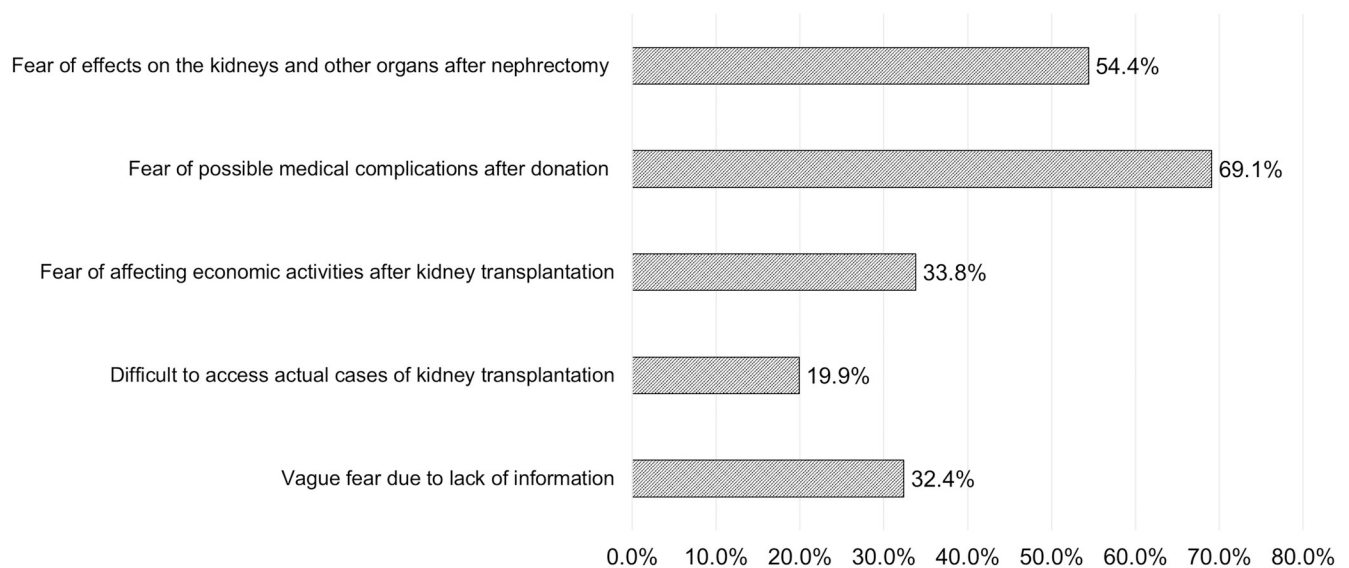 Fear of effects on the kidneys and other organs after nephrectomy 54.4%
Fear of possible medical complications after donation 69.1%
Fear of affecting economic activities after kidney transplantation 33.8%
Difficult to access actual cases of kidney transplantation 19.9%
Vague fear due to lack of information 32.4%
0.0% 10.0% 20.0% 30.0% 40.0% 50.0% 60.0% 70.0% 80.0%